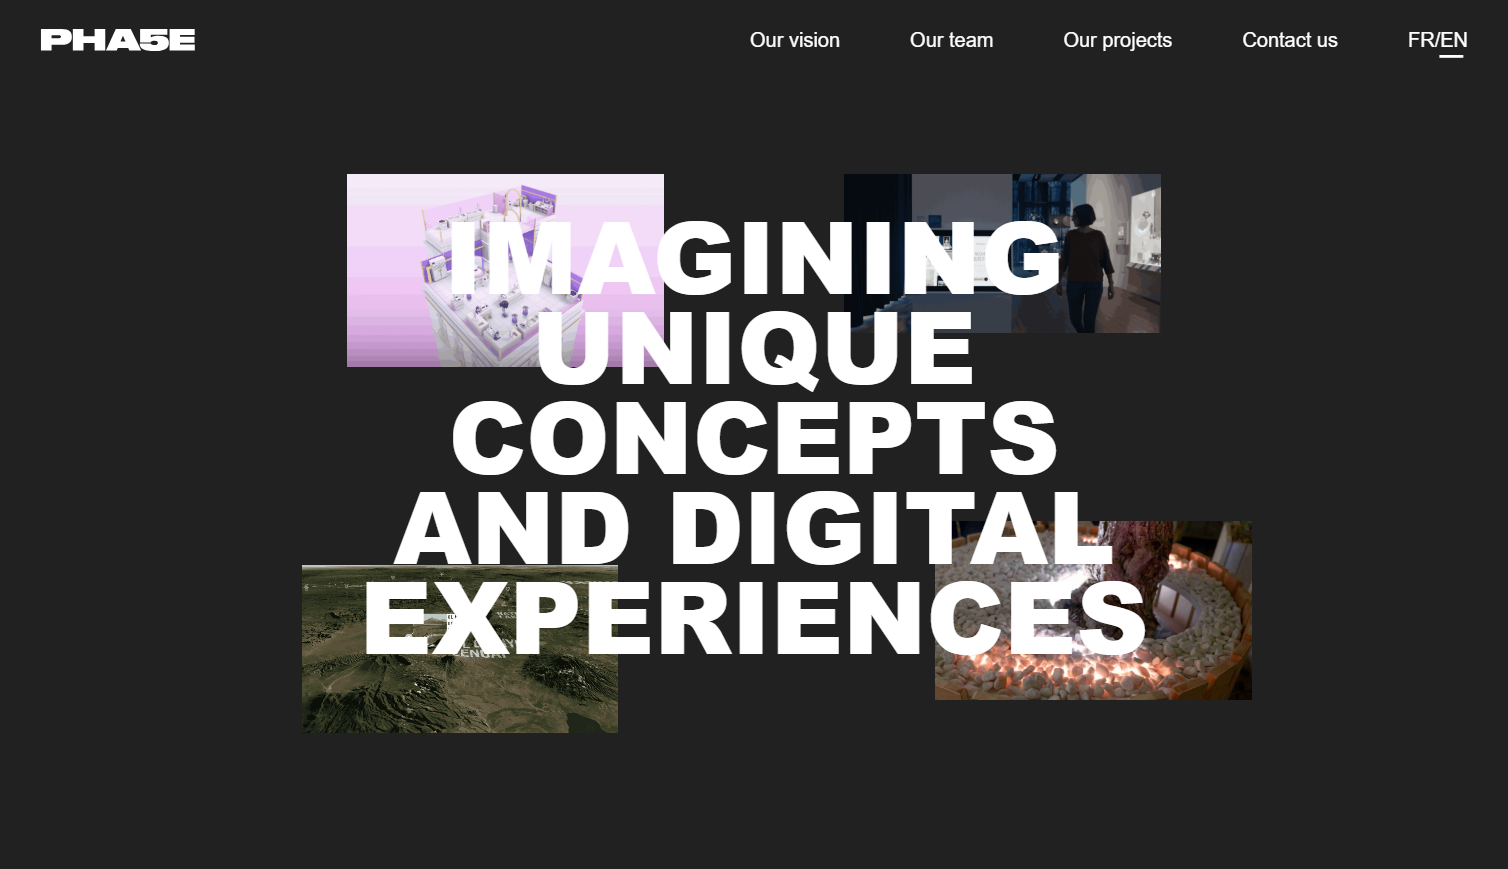 PHA5E
Our vision
Our team
Our projects
Contact us
FR/EN
IMAGINING
UNIQUE
CONCEPTS
AND DIGITAL
EXPERIENCES